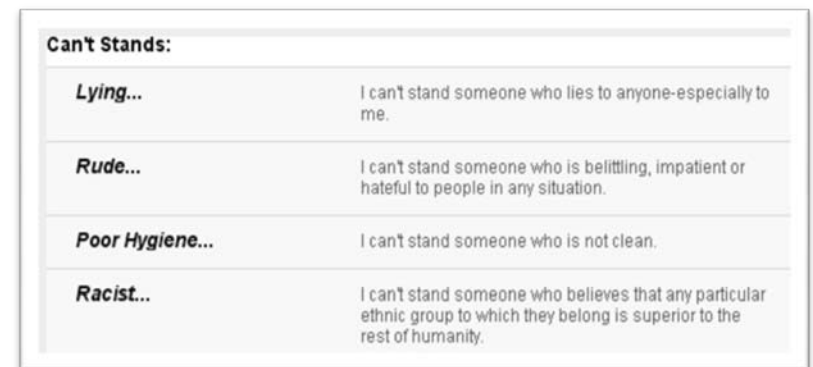 Can't Stands:
Lying...
I can't stand someone who lies to anyone-especially to
me.
Rude...
I can't stand someone who is belittling, impatient or
hateful to people in any situation.
Poor Hygiene...
I can't stand someone who is not clean.
Racist...
I can't stand someone who believes that any particular
ethnic group to which they belong is superior to the
rest of humanity.